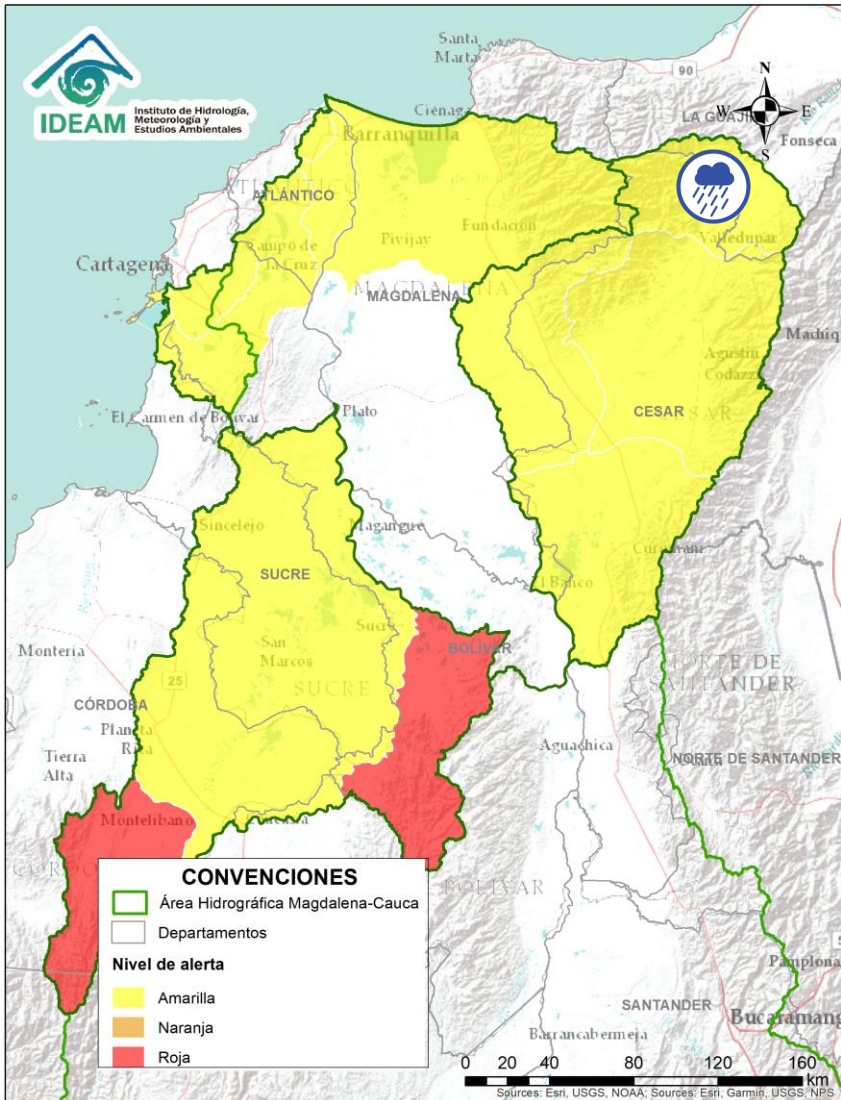 Santa
Marta
90
N
IDEAM
Instituto de Hidrología,
Meteorología y
Estudios Ambientales
Ciénaga
W
E
LA GUAJIRA
S
Fonseca
Barranquilla
ATLÁNTICO
Fundación
Valledupar
Campo de
la Cruz
Pivijay
Cartagena
MAGDALENA
MAGDALENA
Machiq
Agustín
Codazzi
CESAR
El Carmen de Bolívar
Plato
Sincelejo
Magangué
Curumaní
SUCRE
El Banco
Sucre
San
Marcos
Montería
BOLÍVAR
NORTE DE
SANTANDER
25
SUCRE
CÓRDOBA
Planeta
Rica
Tierra
Alta
Aguachica
NORTE DE SANTANDER
Montelíbano
CONVENCIONES
Área Hidrográfica Magdalena-Cauca
Departamentos
Nivel de alerta
Amarilla
Naranja
Roja
BOLÍVAR
Pamplona
SANTANDER
Bucaramang
Barrancabermeja
0 20 40 80 120 160
km
Sources: Esri, USGS, NOAA; Sources: Esri, Garmin, USGS, NPS